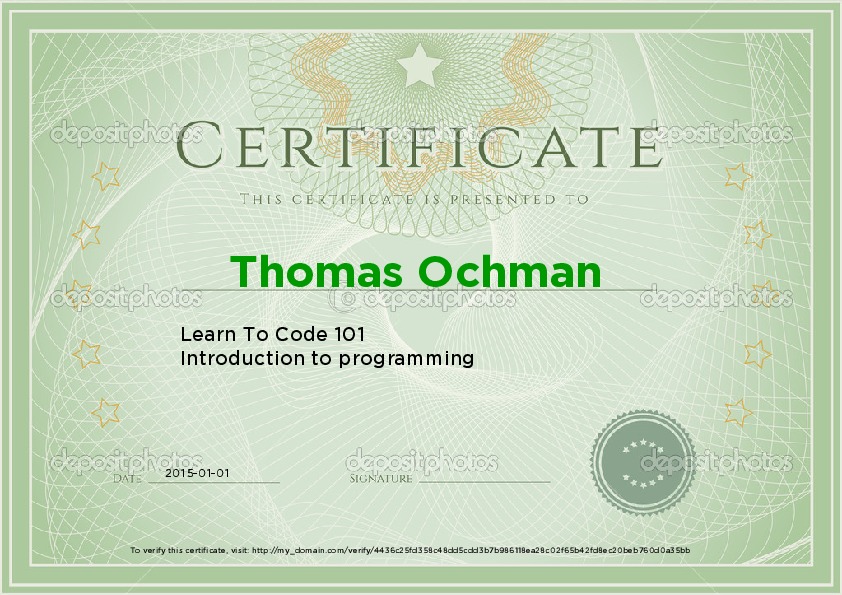 depositphotos depositphotos depositphotos
CERTIFICATE
THIS CERTIFICATE IS PRESENTED TO
Thomas Ochman
depositphotos ©depositphotos depositphotos
Learn To Code 101
Introduction to programming
depositphotos depositphotos depositphotos
DATE 2015-01-01 SIGNATURE
To verify this certificate, visit: http://my_domain.com/verify/4436c25fd358c48dd5cdd3b7b986118ea28c02f65b42fd8ec20beb760d0a35bb